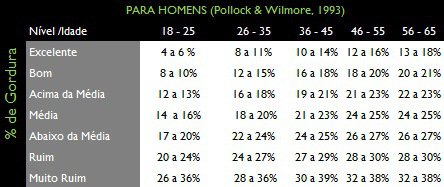 PARA HOMENS (Pollock & Wilmore, 1993)
Nível /Idade 18 - 25 26 - 35 36 - 45 46 - 55 56 - 65
% de Gordura
Excelente 4 a 6 % 8 a 11% 10 a 14% 12 a 16% 13 a 18%
Bom 8 a 10% 12 a 15% 16 a 18% 18 a 20% 20 a 21%
Acima da Média 12 a 13% 16 a 18% 19 a 21% 21 a 23% 22 a 23%
Média 14 a 16% 18 a 20% 21 a 23% 24 a 25% 24 a 25%
Abaixo da Média 17 a 20% 22 a 24% 24 a 25% 26 a 27% 26 a 27%
Ruim 20 a 24% 24 a 27% 27 a 29% 28 a 30% 28 a 30%
Muito Ruim 26 a 36% 28 a 36% 30 a 39% 32 a 38% 32 a 38%